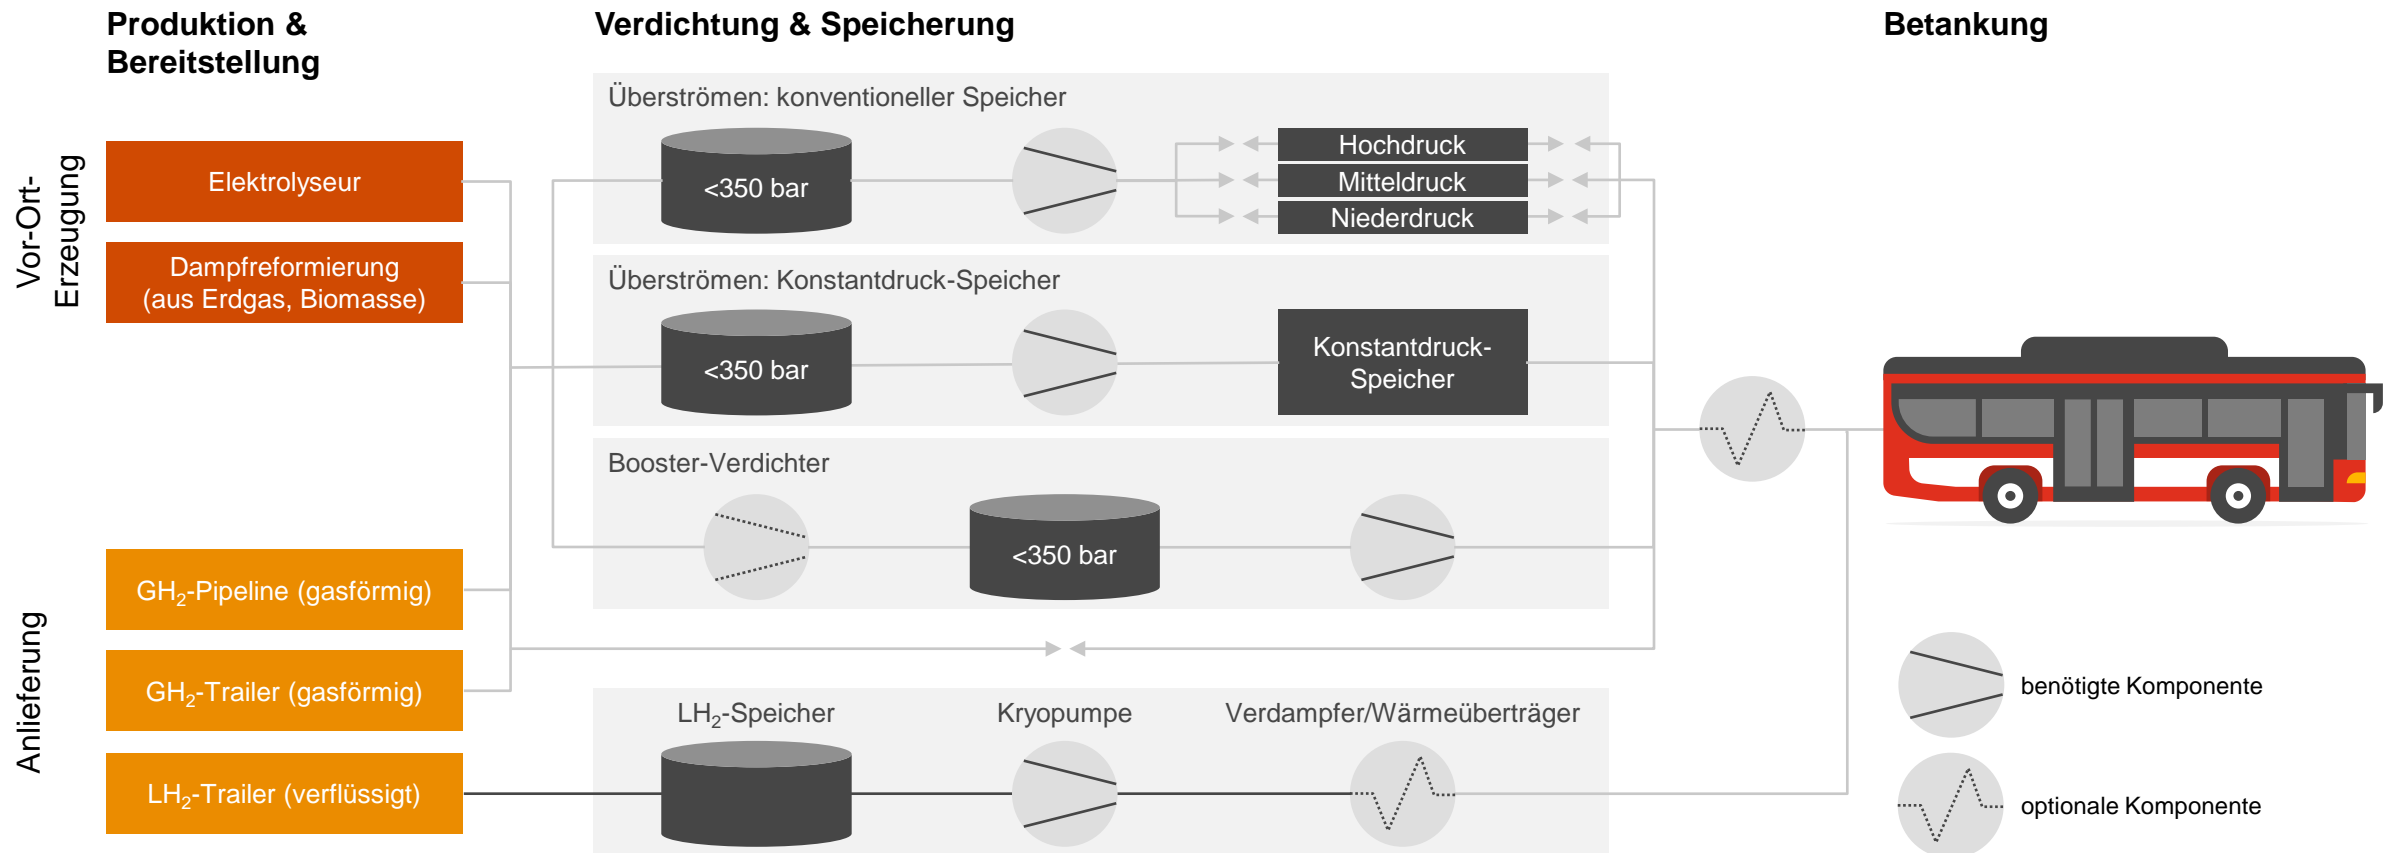 Produktion &
Bereitstellung
Verdichtung & Speicherung
Betankung
Vor-Ort-
Erzeugung
Elektrolyseur
Dampfreformierung
(aus Erdgas, Biomasse)
Anlieferung
GH2-Pipeline (gasförmig)
GH2-Trailer (gasförmig)
LH2-Trailer (verflüssigt)
Überströmen: konventioneller Speicher
<350 bar
Hochdruck
Mitteldruck
Niederdruck
Überströmen: Konstantdruck-Speicher
<350 bar
Konstantdruck-
Speicher
Booster-Verdichter
<350 bar
LH2-Speicher
Kryopumpe
Verdampfer/Wärmeüberträger
benötigte Komponente
optionale Komponente